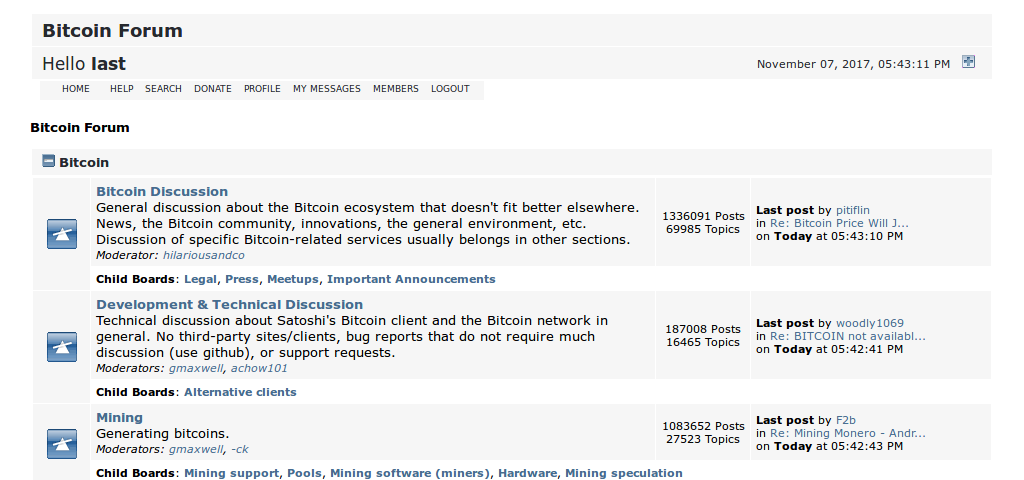 Bitcoin Forum
Hello last
November 07, 2017, 05:43:11 PM
HOME HELP SEARCH DONATE PROFILE MY MESSAGES MEMBERS LOGOUT
Bitcoin Forum
Bitcoin
Bitcoin Discussion
General discussion about the Bitcoin ecosystem that doesn't fit better elsewhere.
News, the Bitcoin community, innovations, the general environment, etc.
Discussion of specific Bitcoin-related services usually belongs in other sections.
Moderator: hilariousandco
1336091 Posts
69985 Topics
Last post by pitiflin
in Re: Bitcoin Price Will J...
on Today at 05:43:10 PM
Child Boards: Legal, Press, Meetups, Important Announcements
Development & Technical Discussion
Technical discussion about Satoshi's Bitcoin client and the Bitcoin network in
general. No third-party sites/clients, bug reports that do not require much
discussion (use github), or support requests.
Moderators: gmaxwell, achow101
187008 Posts
16465 Topics
Last post by woodly1069
in Re: BITCOIN not availabl...
on Today at 05:42:41 PM
Child Boards: Alternative clients
Mining
Generating bitcoins.
Moderators: gmaxwell, -ck
1083652 Posts
27523 Topics
Last post by F2b
in Re: Mining Monero - Andr...
on Today at 05:42:43 PM
Child Boards: Mining support, Pools, Mining software (miners), Hardware, Mining speculation